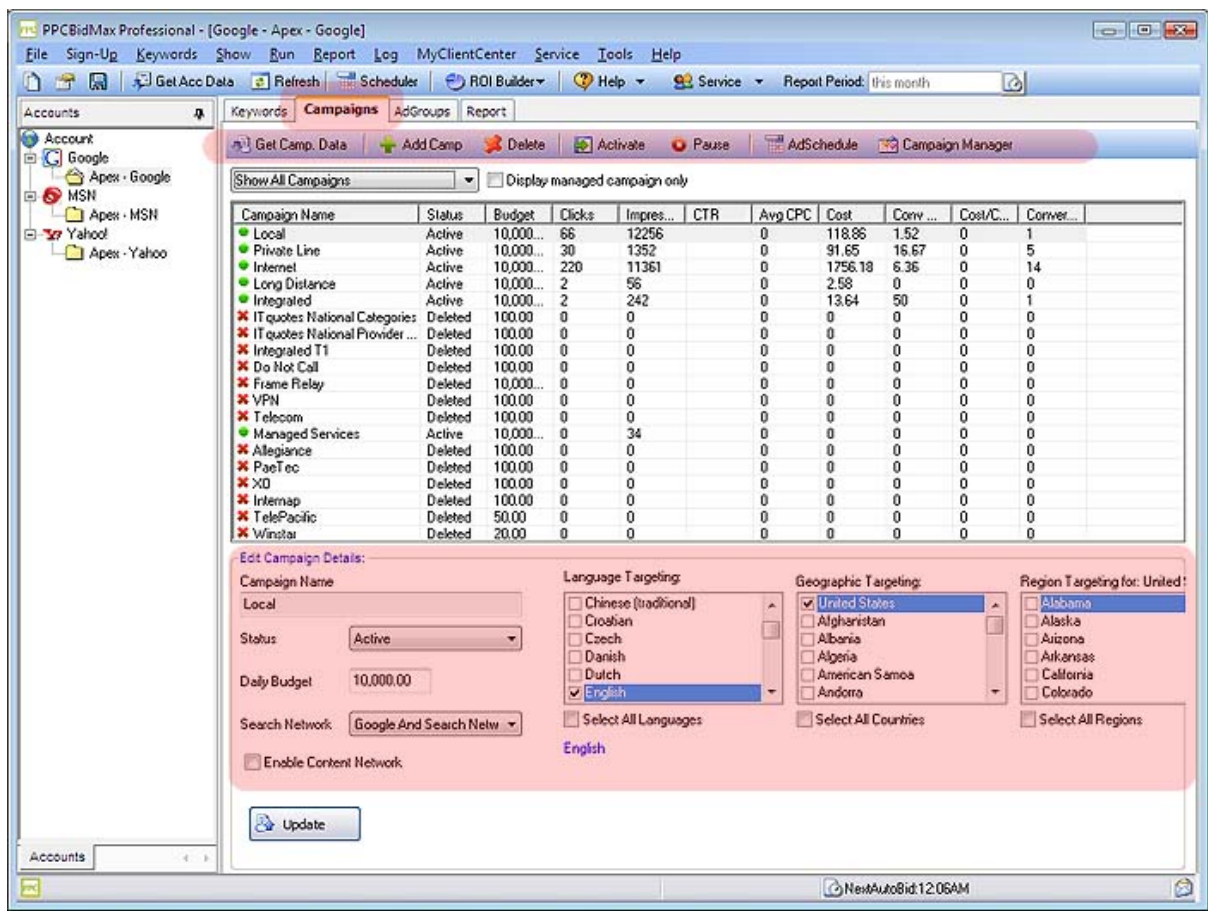 PPCBidMax Professional - [Google - Apex - Google]
File Sign-Up Keywords Show Run Report Log MyClientCenter Service Tools Help
Get Acc Data Refresh Scheduler ROI Builder Help Service Report Period: this month
Accounts
Keywords Campaigns AdGroups Report
Account
Google
Apex - Google
MSN
Apex - MSN
Yahoo!
Apex - Yahoo
Get Camp. Data Add Camp Delete Activate Pause AdSchedule Campaign Manager
Show All Campaigns Display managed campaign only
Campaign Name Status Budget Clicks Impres... CTR Avg CPC Cost Conv ... Cost/C... Conver...
Local Active 10,000... 66 12256 0 118.86 1.52 0 1
Private Line Active 10,000... 30 1352 0 91.65 16.67 0 5
Internet Active 10,000... 220 11361 0 1756.18 6.36 0 14
Long Distance Active 10,000... 2 56 0 2.58 0 0 0
Integrated Active 10,000... 2 242 0 13.64 50 0 1
ITquotes National Categories Deleted 100.00 0 0 0 0 0 0 0
ITquotes National Provider ... Deleted 100.00 0 0 0 0 0 0 0
Integrated T1 Deleted 100.00 0 0 0 0 0 0 0
Do Not Call Deleted 100.00 0 0 0 0 0 0 0
Frame Relay Deleted 10,000... 0 0 0 0 0 0 0
VPN Deleted 100.00 0 0 0 0 0 0 0
Telecom Deleted 100.00 0 0 0 0 0 0 0
Managed Services Active 10,000... 0 34 0 0 0 0 0
Allegiance Deleted 100.00 0 0 0 0 0 0 0
PaeTec Deleted 100.00 0 0 0 0 0 0 0
XO Deleted 100.00 0 0 0 0 0 0 0
Internap Deleted 100.00 0 0 0 0 0 0 0
TelePacific Deleted 50.00 0 0 0 0 0 0 0
Winstar Deleted 20.00 0 0 0 0 0 0 0
Edit Campaign Details:
Campaign Name
Local
Status Active
Daily Budget 10,000.00
Search Network Google And Search Netw
Enable Content Network
Language Targeting:
Chinese (traditional)
Croatian
Czech
Danish
Dutch
English
Select All Languages
English
Geographic Targeting:
United States
Afghanistan
Albania
Algeria
American Samoa
Andorra
Select All Countries
Region Targeting for: United S
Alabama
Alaska
Arizona
Arkansas
California
Colorado
Select All Regions
Update
Accounts
NextAutoBid:12:06AM